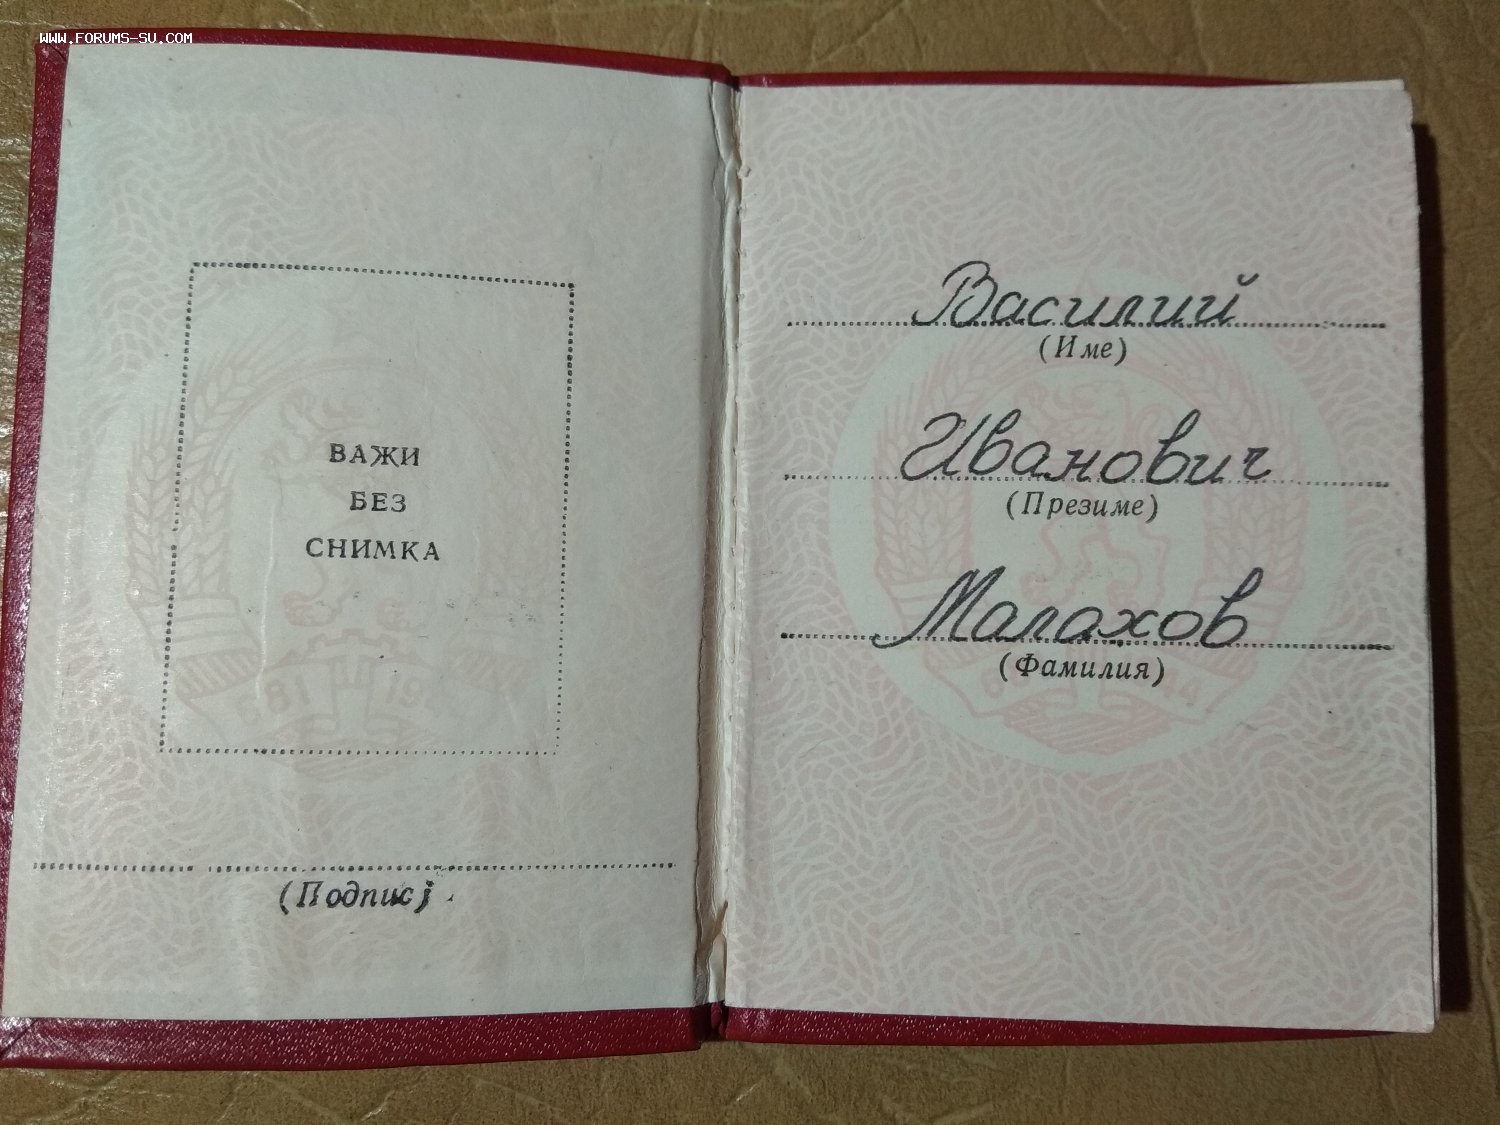 WWW.FORUMS-SU.COM
ВАЖИ
БЕЗ
СНИМКА
(Подпис)
Василий
(Име)
Иванович
(Презиме)
Малахов
(Фамилия)